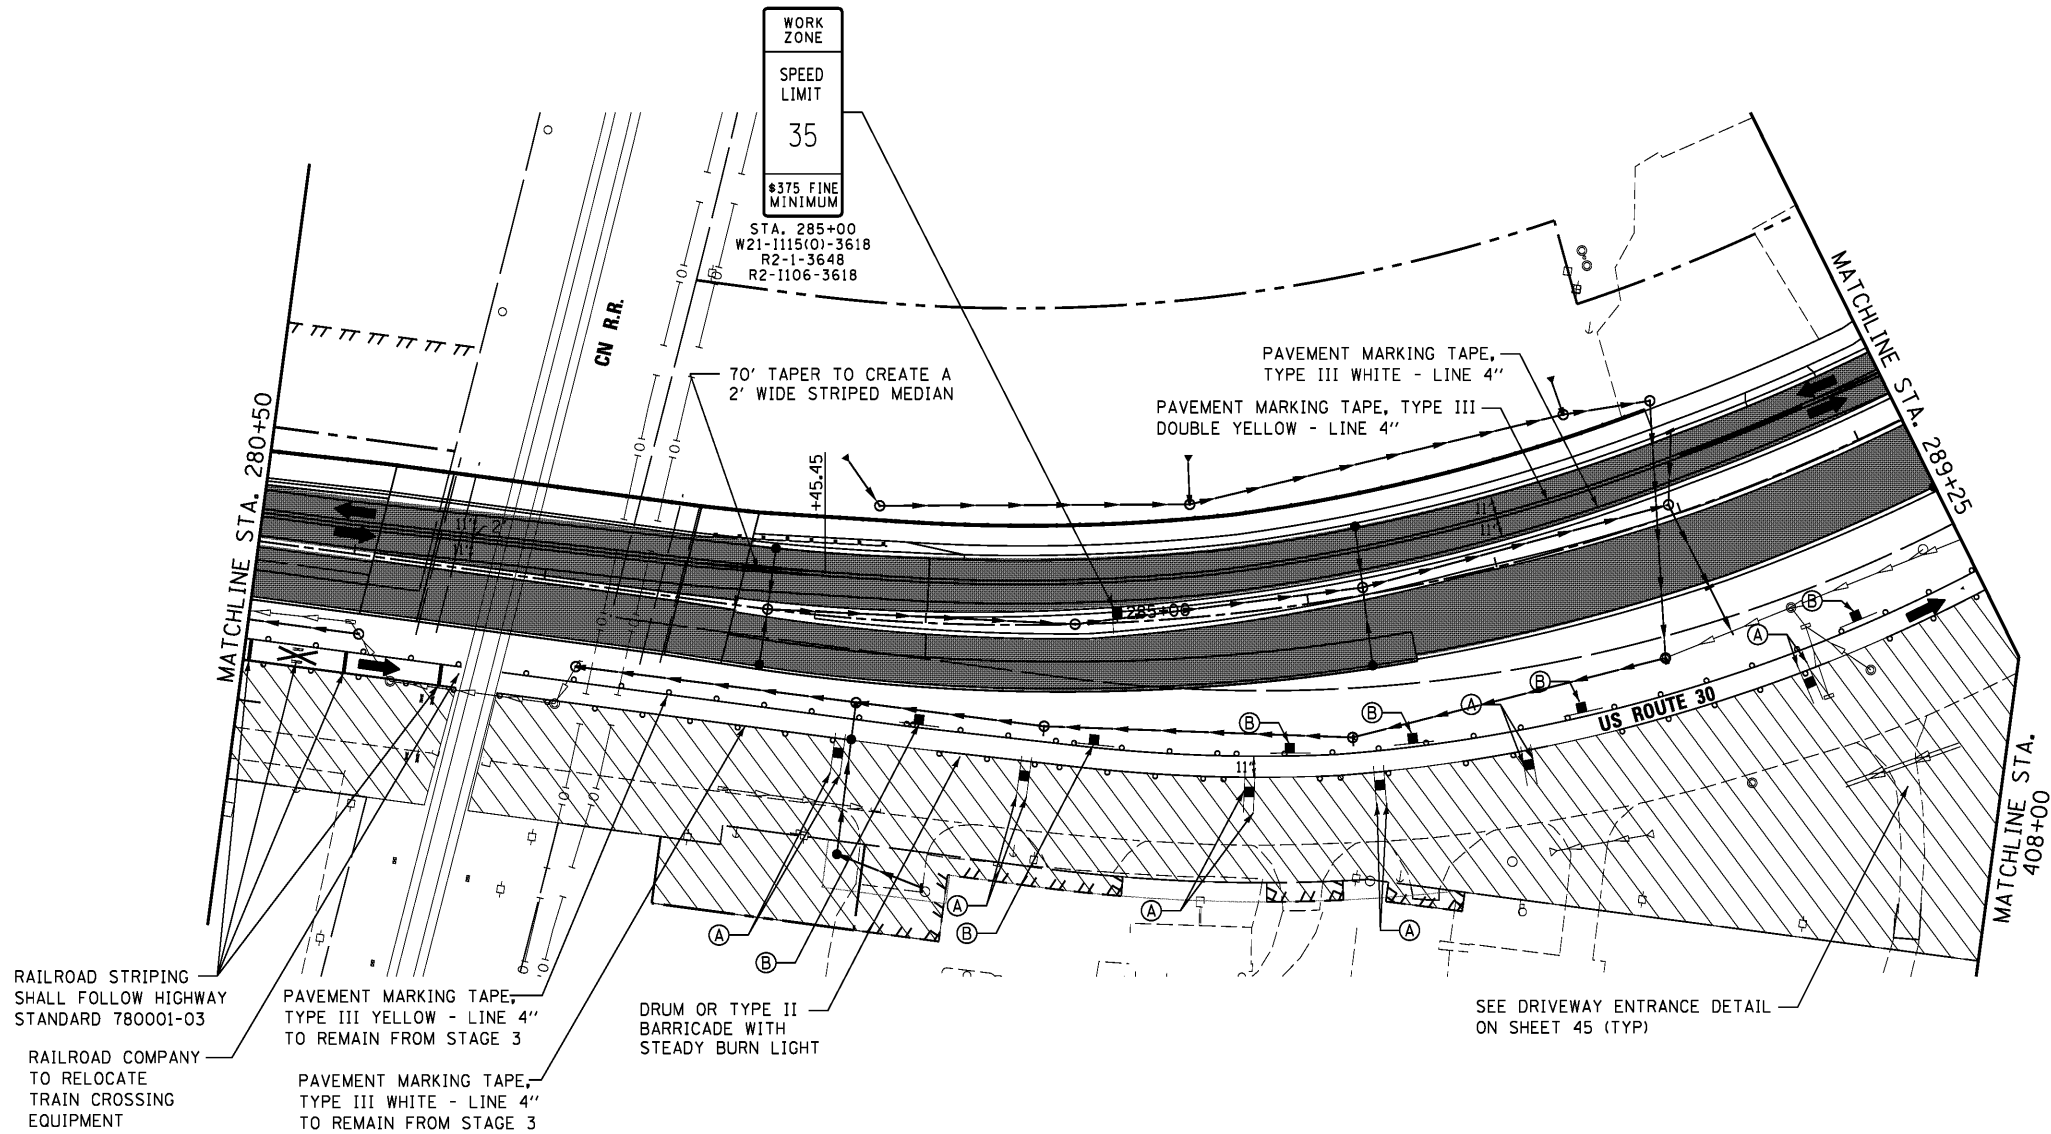 WORK
ZONE
SPEED
LIMIT
35
$375 FINE
MINIMUM
STA. 285+00
W21-I115(O)-3618
R2-1-3648
R2-I106-3618
CN R.R.
70' TAPER TO CREATE A
2' WIDE STRIPED MEDIAN
PAVEMENT MARKING TAPE,
TYPE III WHITE - LINE 4''
PAVEMENT MARKING TAPE, TYPE III
DOUBLE YELLOW - LINE 4''
MATCHLINE STA. 280+50
MATCHLINE STA. 289+25
+45.45
11'
2'
11'
11'
11'
285+00
B
A
B
A
B
B
US ROUTE 30
11'
A
B
A
B
A
A
MATCHLINE STA.
408+00
RAILROAD STRIPING
SHALL FOLLOW HIGHWAY
STANDARD 780001-03
RAILROAD COMPANY
TO RELOCATE
TRAIN CROSSING
EQUIPMENT
PAVEMENT MARKING TAPE,
TYPE III YELLOW - LINE 4''
TO REMAIN FROM STAGE 3
PAVEMENT MARKING TAPE,
TYPE III WHITE - LINE 4''
TO REMAIN FROM STAGE 3
DRUM OR TYPE II
BARRICADE WITH
STEADY BURN LIGHT
SEE DRIVEWAY ENTRANCE DETAIL
ON SHEET 45 (TYP)